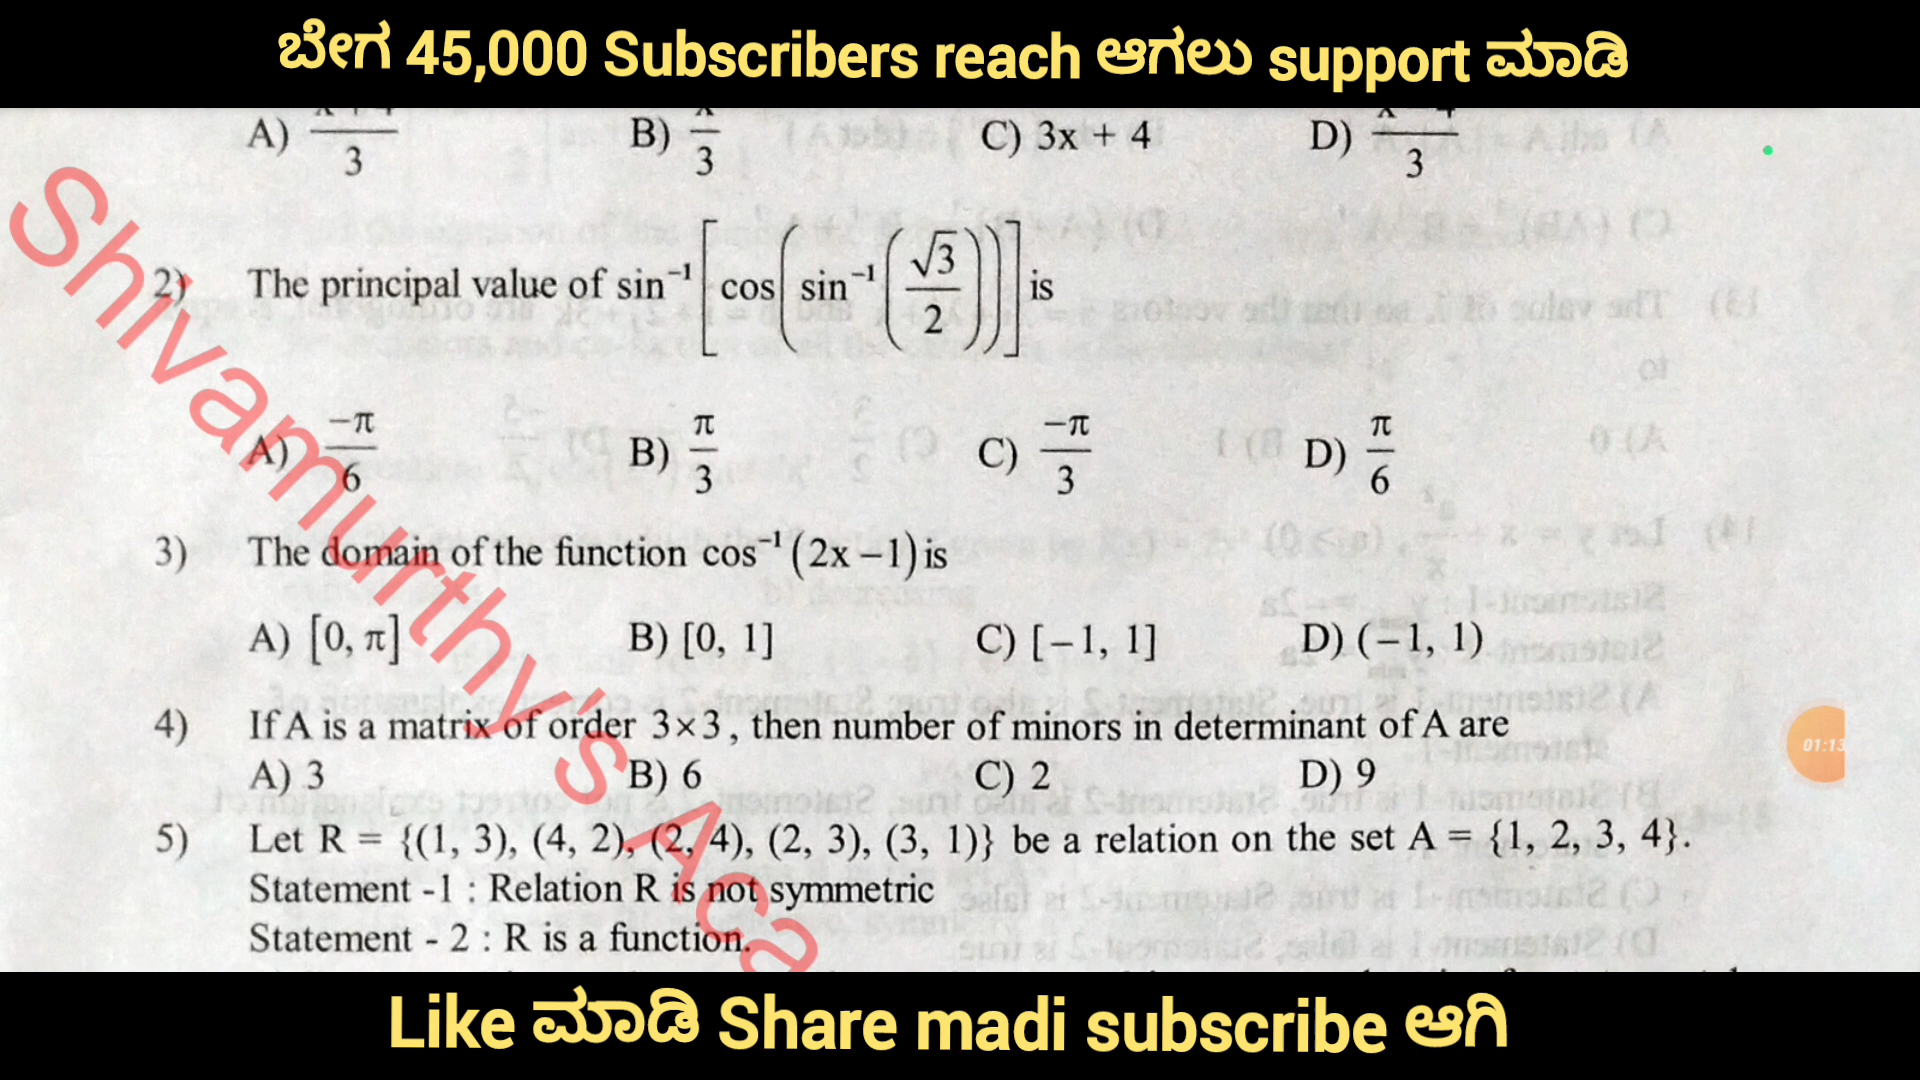 ಬೇಗ 45,000 Subscribers reach ಆಗಲು support ಮಾಡಿ
A) x + 4/3 B) x/3 C) 3x + 4 D) x − 4/3
2) The principal value of sin⁻¹[cos(sin⁻¹(√3/2))] is
A) −π/6 B) π/3 C) −π/3 D) π/6
3) The domain of the function cos⁻¹(2x −1) is
A) [0, π] B) [0, 1] C) [−1, 1] D) (−1, 1)
4) If A is a matrix of order 3×3, then number of minors in determinant of A are
A) 3 B) 6 C) 2 D) 9
5) Let R = {(1, 3), (4, 2), (2, 4), (2, 3), (3, 1)} be a relation on the set A = {1, 2, 3, 4}.
Statement -1 : Relation R is not symmetric
Statement - 2 : R is a function.
Shivamurthy's Aca
01:13
Like ಮಾಡಿ Share madi subscribe ಆಗಿ